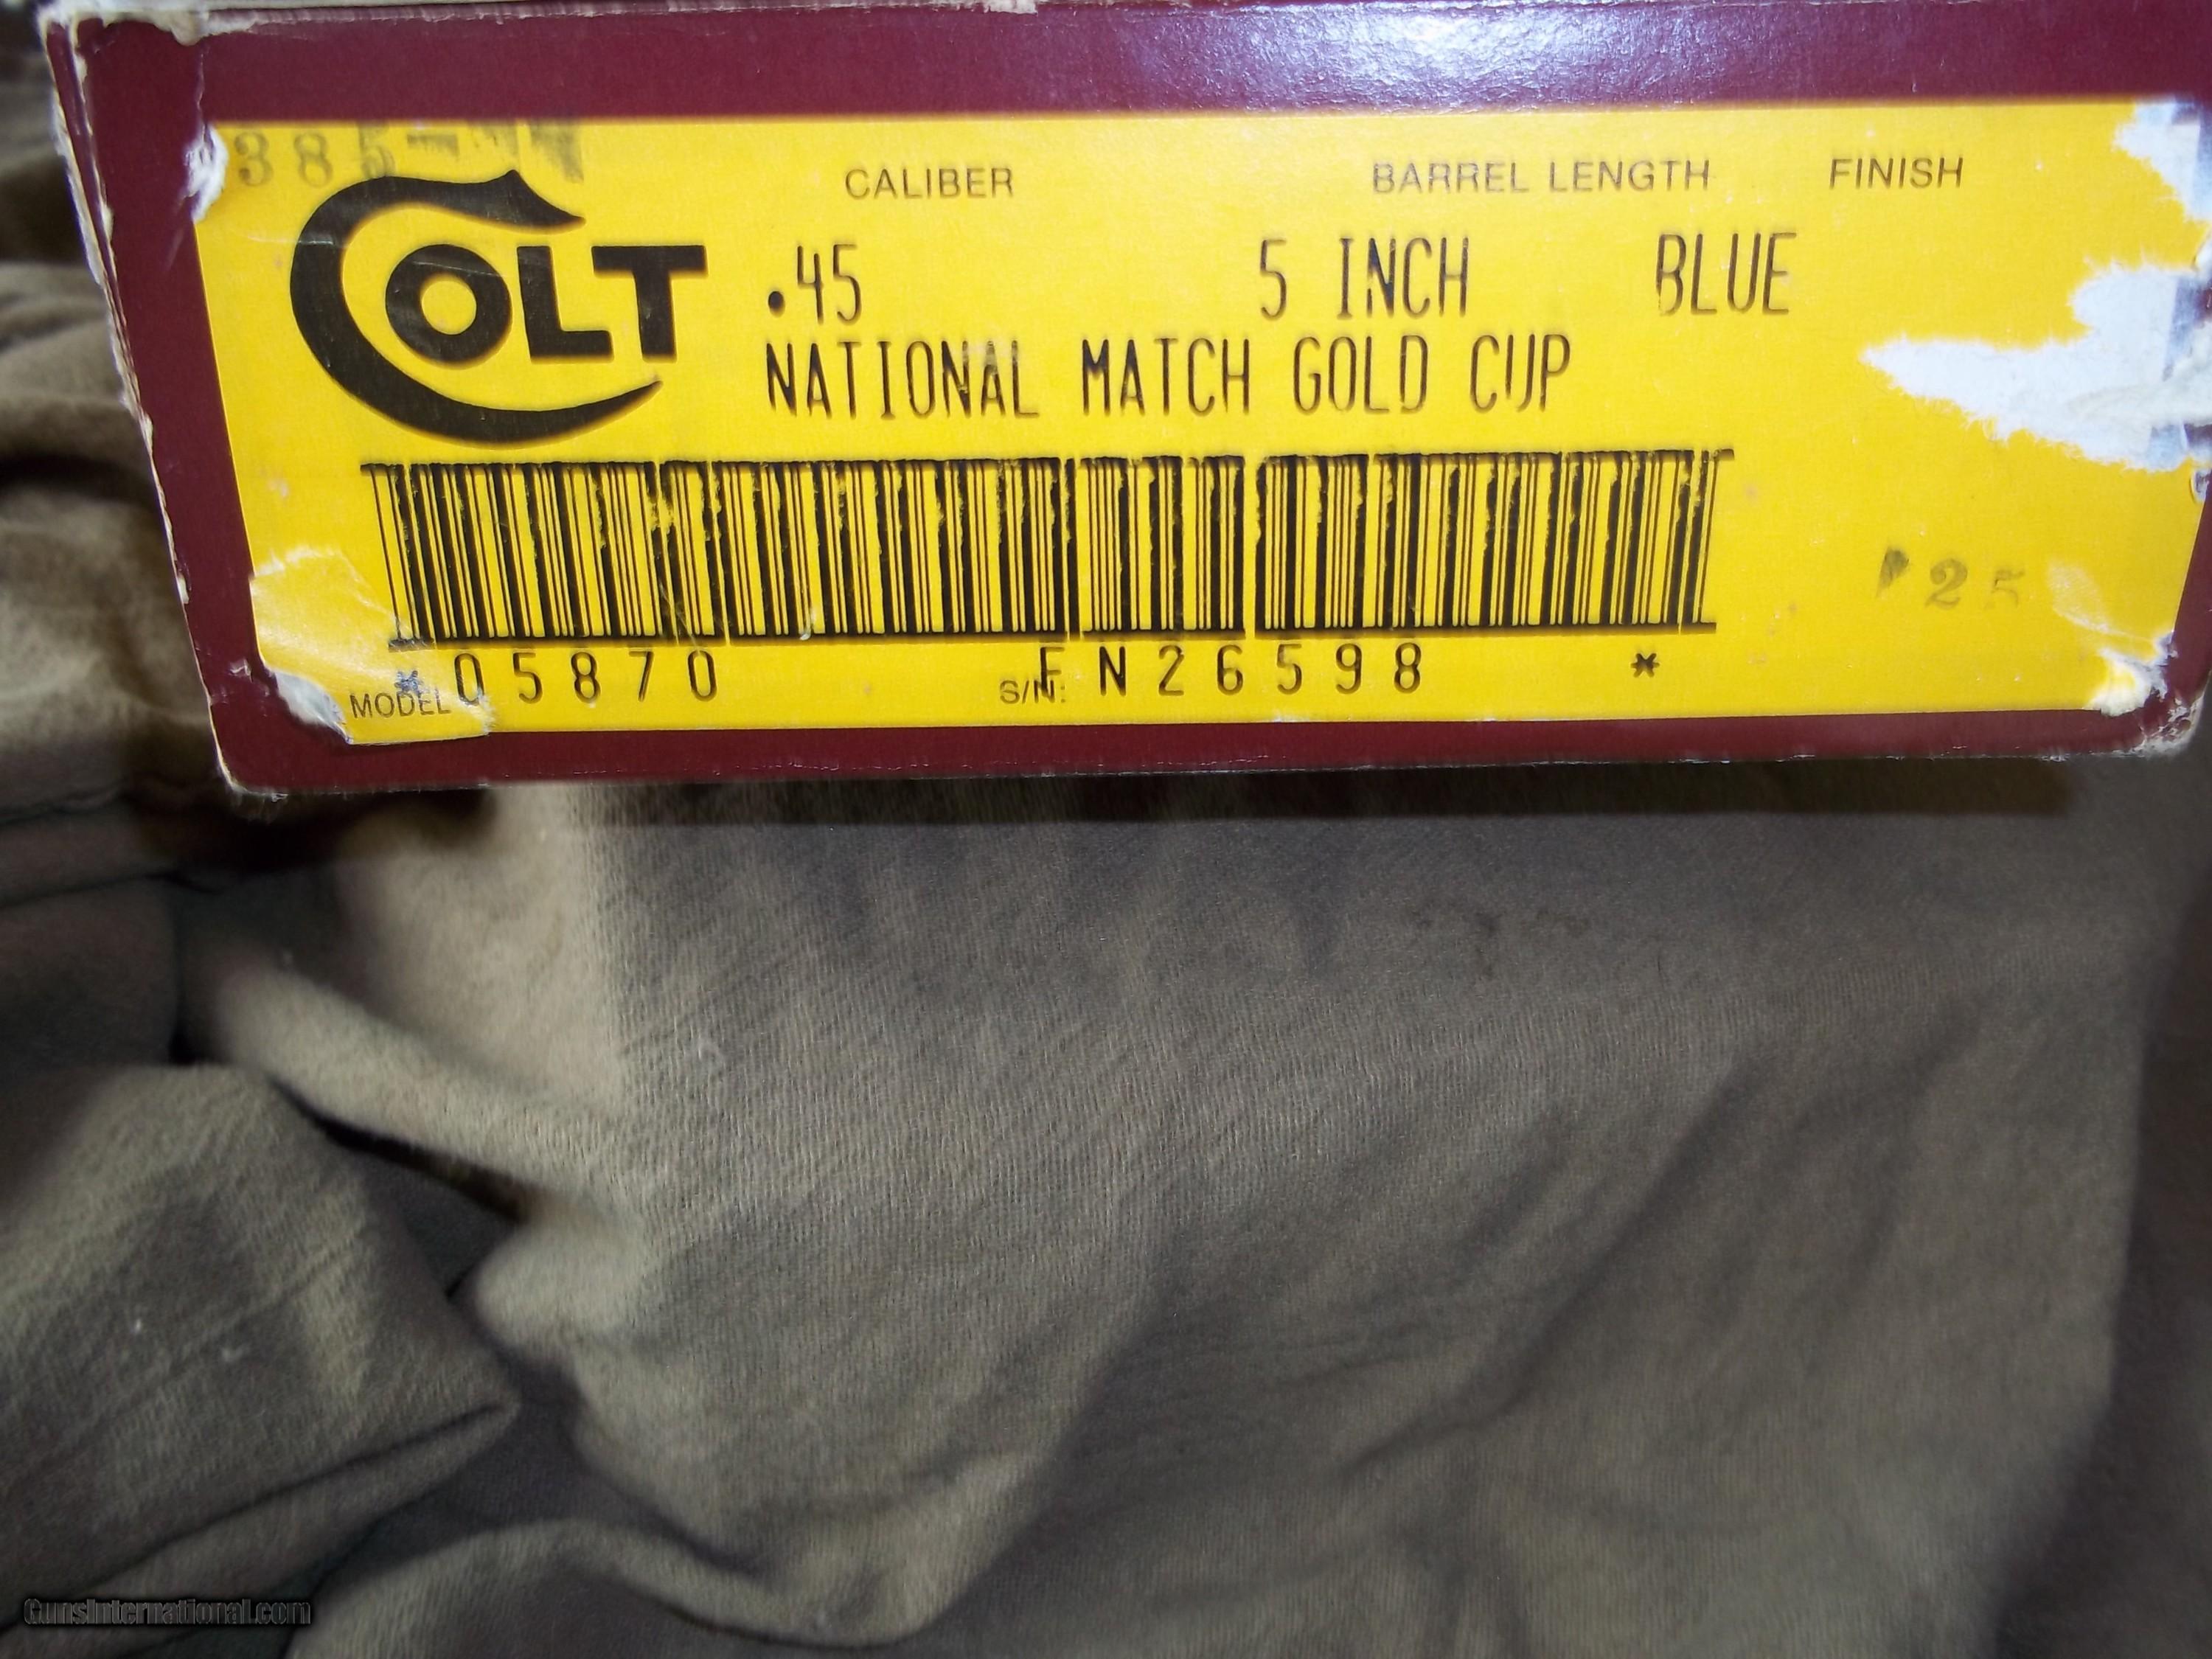 385
COLT
CALIBER BARREL LENGTH FINISH
.45 5 INCH BLUE
NATIONAL MATCH GOLD CUP
25
MODEL *05870 S/N: FN26598 *
GunsInternational.com